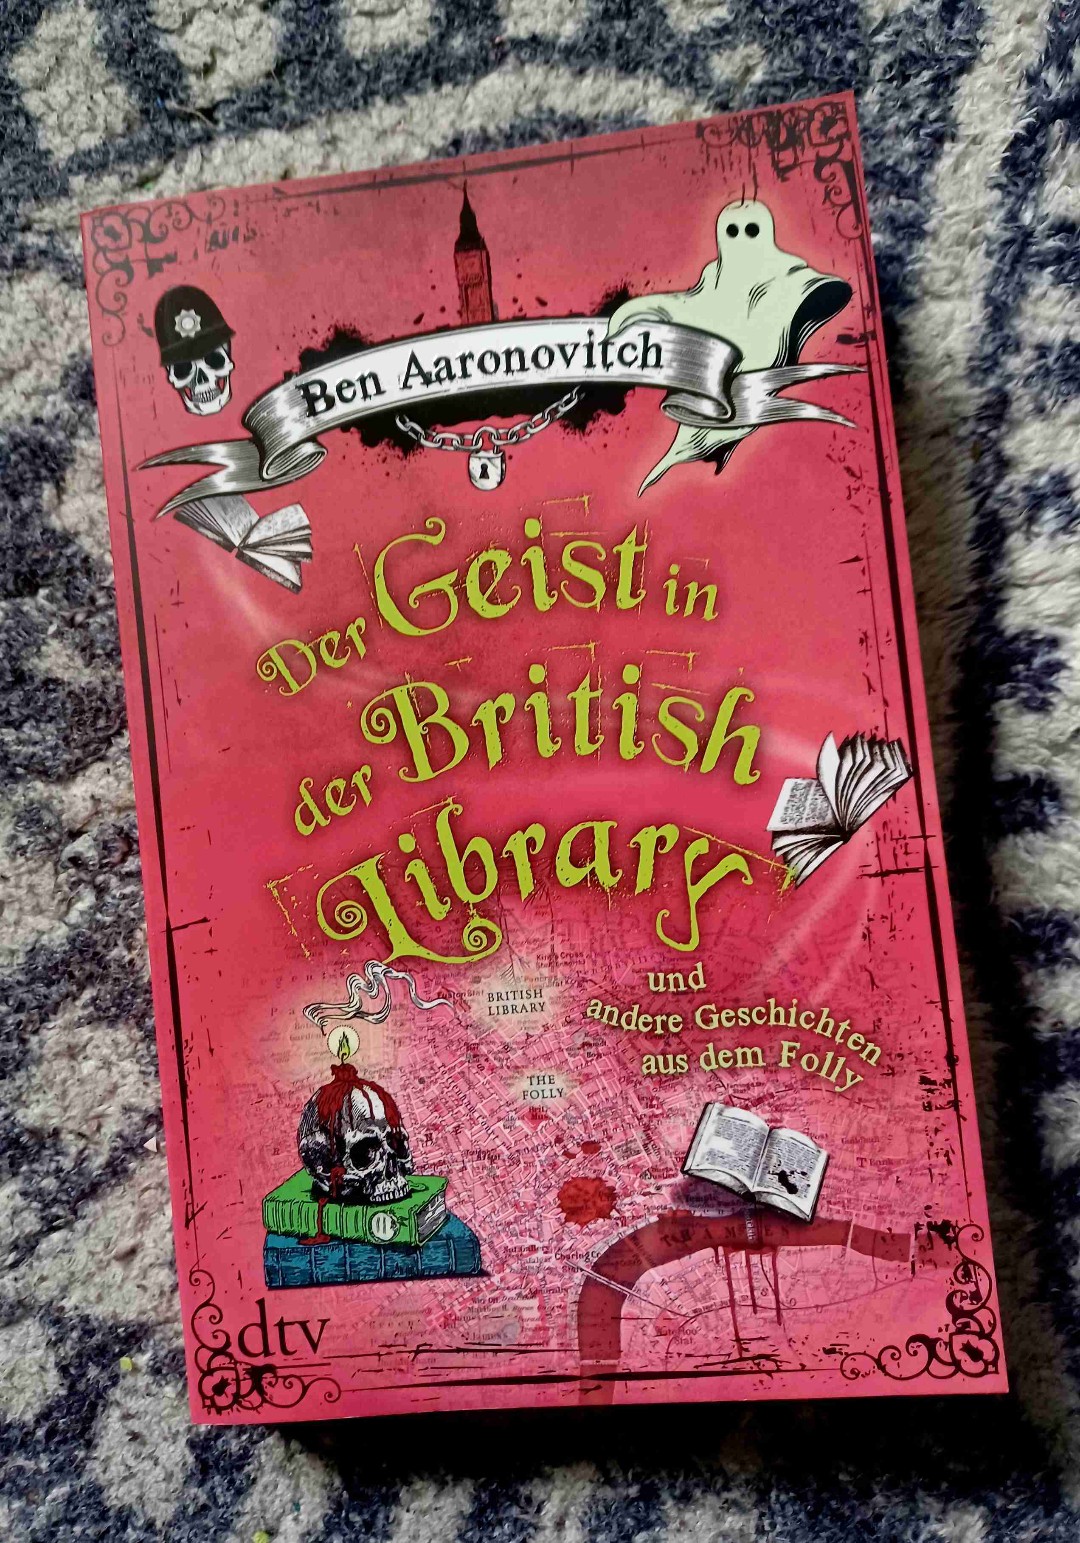 Ben Aaronovitch
Der Geist in
der British
Library
und
andere Geschichten
aus dem Folly
BRITISH
LIBRARY
THE
FOLLY
dtv